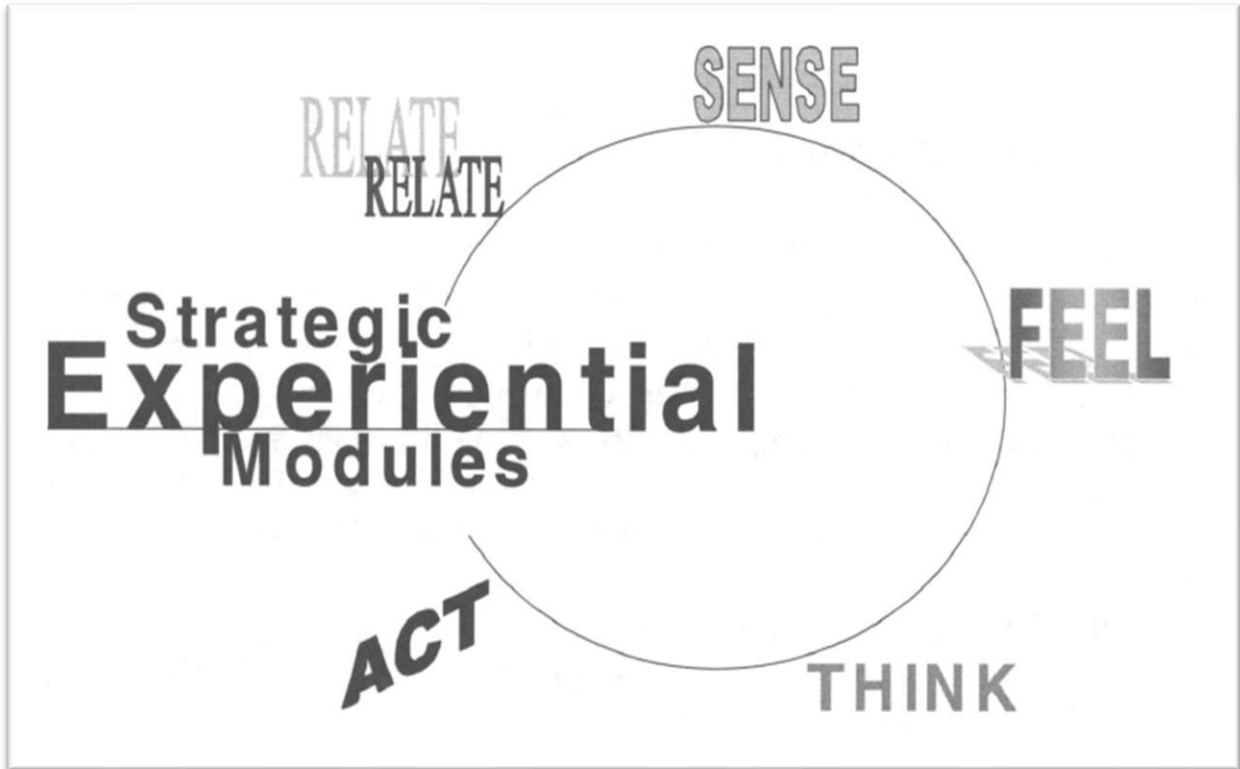 SENSE
RELATE
RELATE
FEEL
Strategic
Experiential
Modules
ACT
THINK